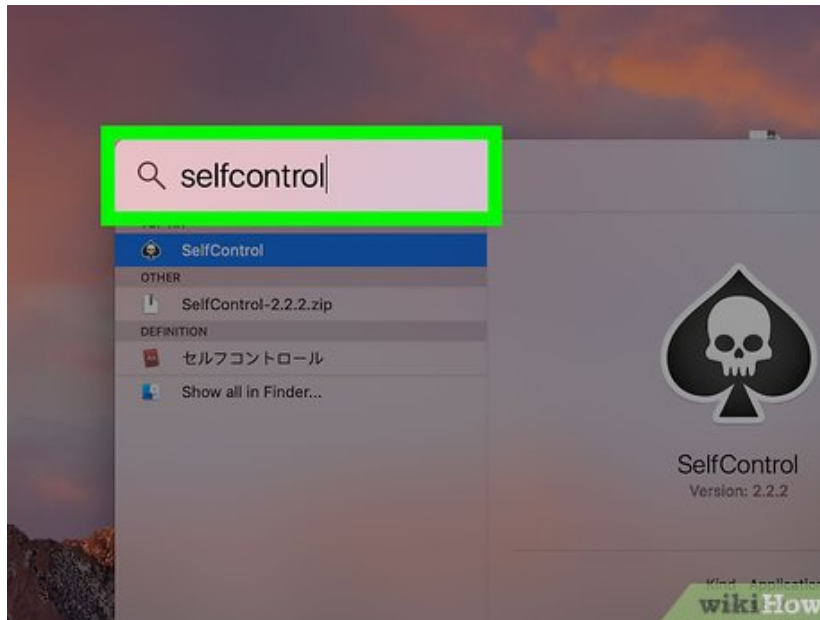 selfcontrol
SelfControl
OTHER
SelfControl-2.2.2.zip
DEFINITION
セルフコントロール
Show all in Finder...
SelfControl
Version: 2.2.2
Kind
wikiHow